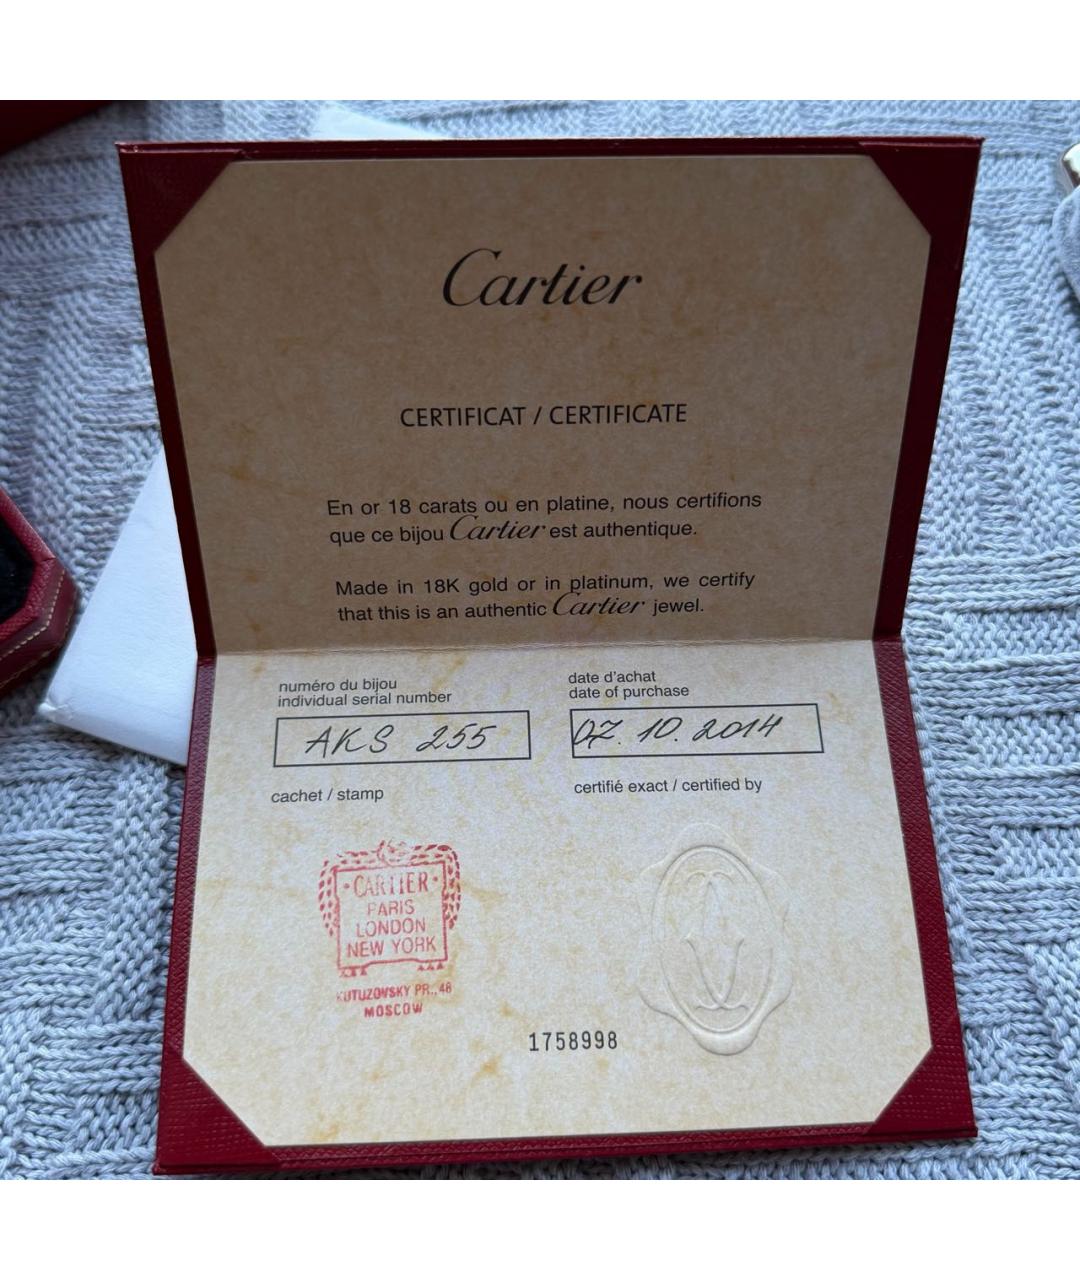 Cartier
CERTIFICAT / CERTIFICATE
En or 18 carats ou en platine, nous certifions
que ce bijou Cartier est authentique.
Made in 18K gold or in platinum, we certify
that this is an authentic Cartier jewel.
numéro du bijou
individual serial number
AKS 255
date d'achat
date of purchase
07. 10. 2014
cachet / stamp
certifié exact / certified by
·CARTIER·
PARIS
LONDON
NEW YORK
KUTUZOVSKY PR., 48
MOSCOW
1758998